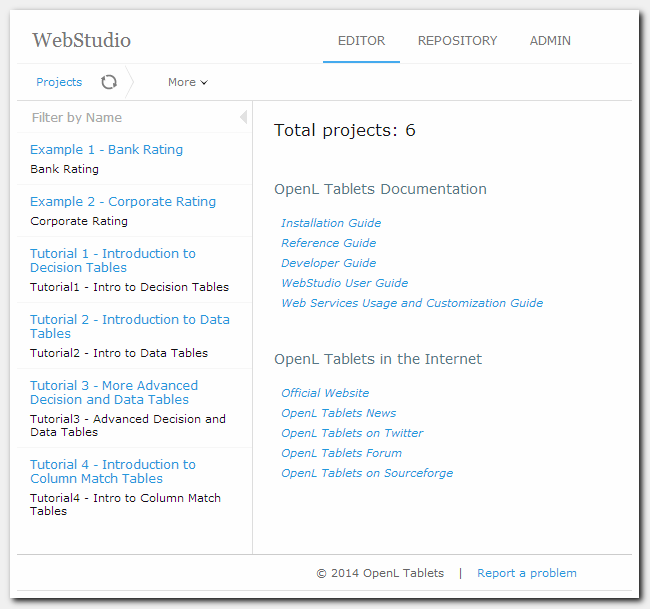 WebStudio
EDITOR REPOSITORY ADMIN
Projects More
Filter by Name
Example 1 - Bank Rating
Bank Rating
Example 2 - Corporate Rating
Corporate Rating
Tutorial 1 - Introduction to
Decision Tables
Tutorial1 - Intro to Decision Tables
Tutorial 2 - Introduction to Data
Tables
Tutorial2 - Intro to Data Tables
Tutorial 3 - More Advanced
Decision and Data Tables
Tutorial3 - Advanced Decision and
Data Tables
Tutorial 4 - Introduction to
Column Match Tables
Tutorial4 - Intro to Column Match
Tables
Total projects: 6
OpenL Tablets Documentation
Installation Guide
Reference Guide
Developer Guide
WebStudio User Guide
Web Services Usage and Customization Guide
OpenL Tablets in the Internet
Official Website
OpenL Tablets News
OpenL Tablets on Twitter
OpenL Tablets Forum
OpenL Tablets on Sourceforge
© 2014 OpenL Tablets | Report a problem